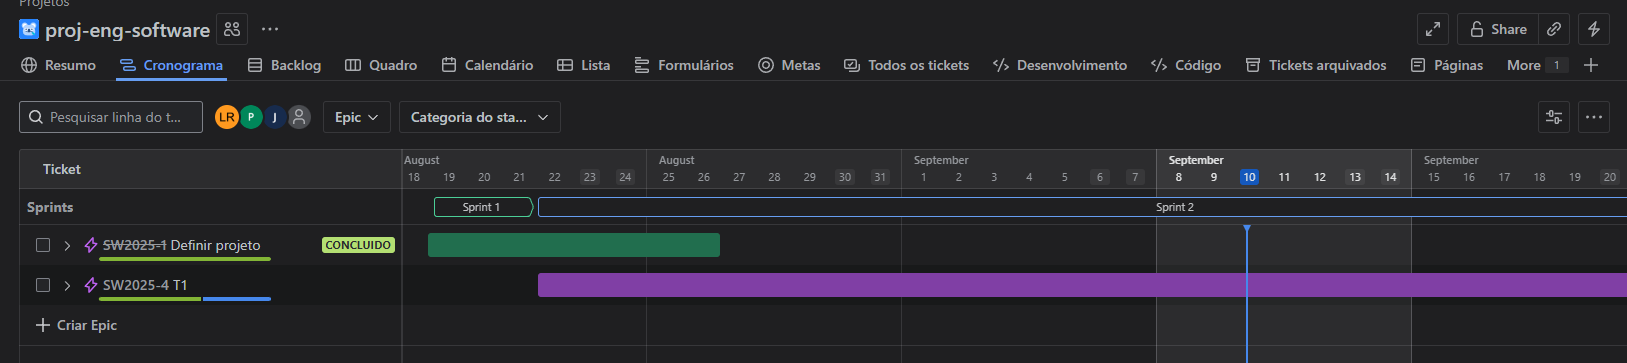 Projetos
proj-eng-software
Share
Resumo Cronograma Backlog Quadro Calendário Lista Formulários Metas Todos os tickets Desenvolvimento Código Tickets arquivados Páginas More 1
Pesquisar linha do t... LR P J Epic Categoria do sta...
Ticket
August August September September September
18 19 20 21 22 23 24 25 26 27 28 29 30 31 1 2 3 4 5 6 7 8 9 10 11 12 13 14 15 16 17 18 19 20
Sprints Sprint 1 Sprint 2
SW2025-1 Definir projeto CONCLUIDO
SW2025-4 T1
Criar Epic